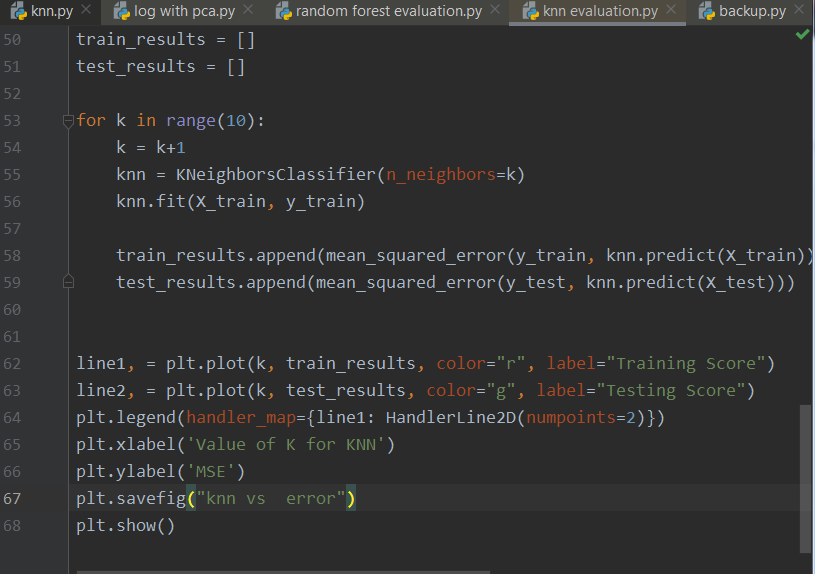 knn.py log with pca.py random forest evaluation.py knn evaluation.py backup.py
50 train_results = []
51 test_results = []
52
53 for k in range(10):
54 k = k+1
55 knn = KNeighborsClassifier(n_neighbors=k)
56 knn.fit(X_train, y_train)
57
58 train_results.append(mean_squared_error(y_train, knn.predict(X_train))
59 test_results.append(mean_squared_error(y_test, knn.predict(X_test)))
60
61
62 line1, = plt.plot(k, train_results, color="r", label="Training Score")
63 line2, = plt.plot(k, test_results, color="g", label="Testing Score")
64 plt.legend(handler_map={line1: HandlerLine2D(numpoints=2)})
65 plt.xlabel('Value of K for KNN')
66 plt.ylabel('MSE')
67 plt.savefig("knn vs  error")
68 plt.show()